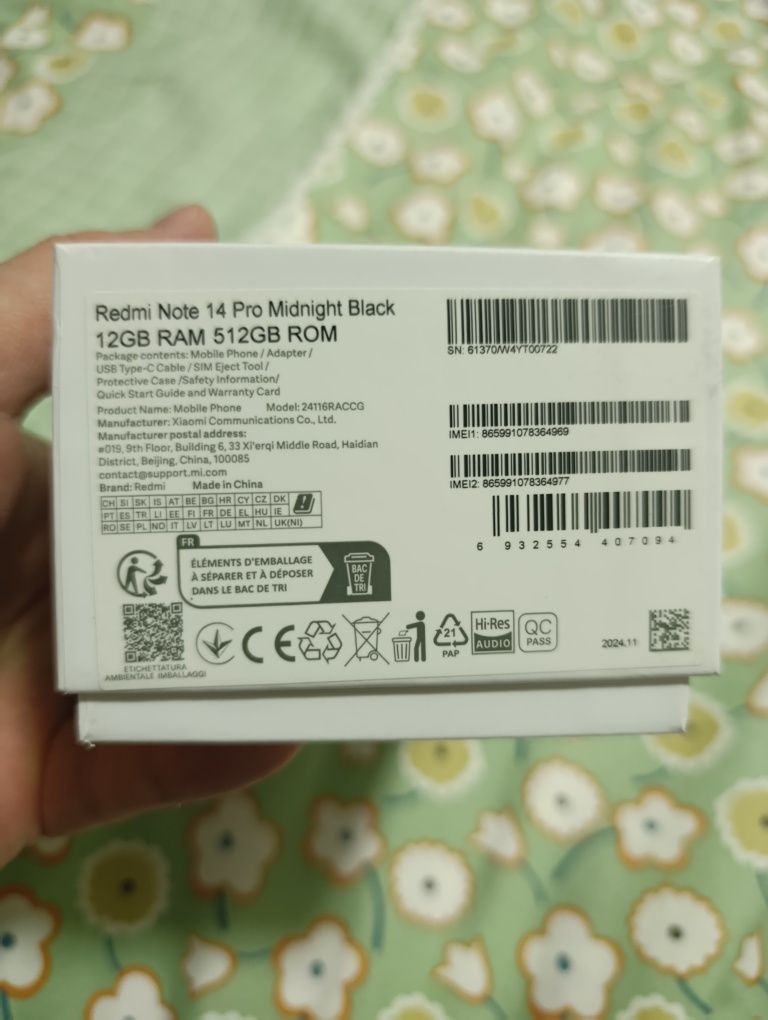 Redmi Note 14 Pro Midnight Black
12GB RAM 512GB ROM
Package contents: Mobile Phone / Adapter /
USB Type-C Cable / SIM Eject Tool /
Protective Case /Safety Information/
Quick Start Guide and Warranty Card
Product Name: Mobile Phone Model: 24116RACCG
Manufacturer: Xiaomi Communications Co., Ltd.
Manufacturer postal address:
#019, 9th Floor, Building 6, 33 Xi'erqi Middle Road, Haidian
District, Beijing, China, 100085
contact@support.mi.com
Brand: Redmi Made in China
CH SI SK IS AT BE BG HR CY CZ DK
PT ES TR LI EE FI FR DE EL HU IE
RO SE PL NO IT LV LT LU MT NL UK(NI)
SN: 61370/W4YT00722
IMEI1: 865991078364969
IMEI2: 865991078364977
6 932554 407094
FR
ÉLÉMENTS D'EMBALLAGE
À SÉPARER ET À DÉPOSER
DANS LE BAC DE TRI
BAC
DE
TRI
ETICHETTATURA
AMBIENTALE IMBALLAGGI
CE
21
PAP
Hi-Res
AUDIO
QC
PASS
2024.11